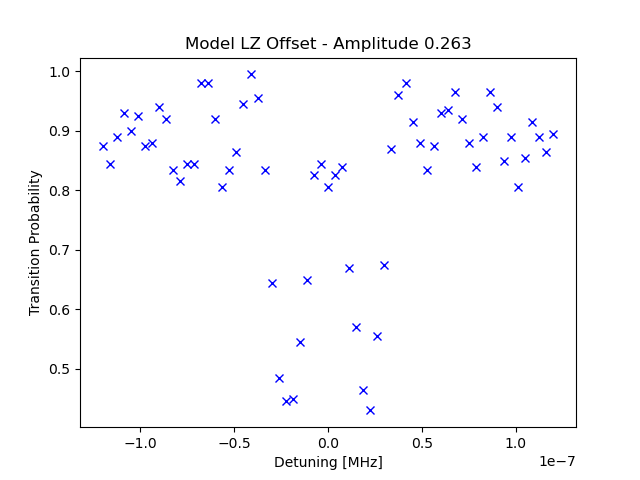 Model LZ Offset - Amplitude 0.263
1.0
0.9
0.8
0.7
0.6
0.5
Transition Probability
−1.0
−0.5
0.0
0.5
1.0
1e−7
Detuning [MHz]